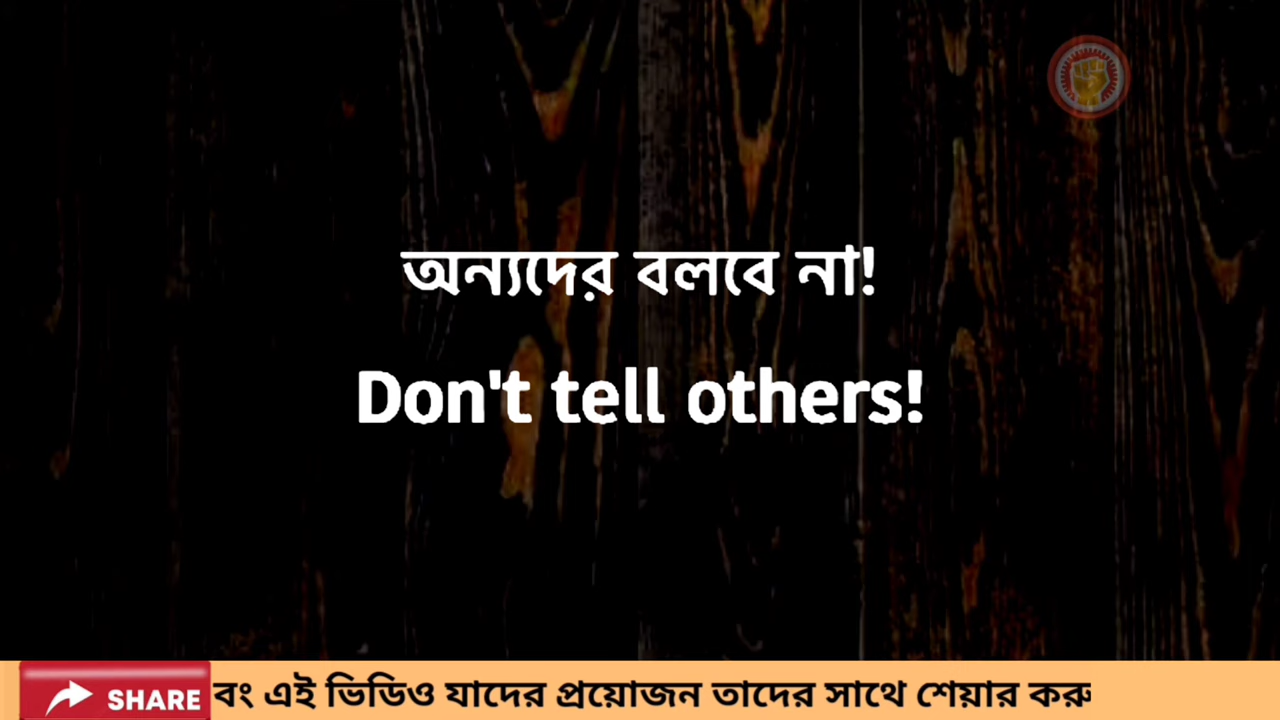 অন্যদের বলবে না!
Don't tell others!
SHARE বং এই ভিডিও যাদের প্রয়োজন তাদের সাথে শেয়ার করু